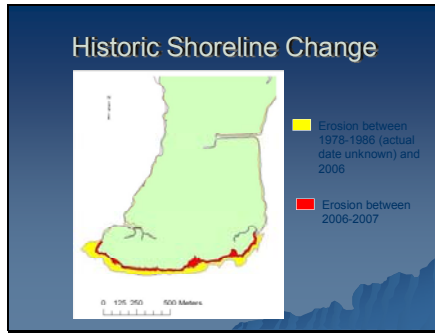 Historic Shoreline Change
Erosion between
1978-1986 (actual
date unknown) and
2006
Erosion between
2006-2007
0 125 250 500 Meters